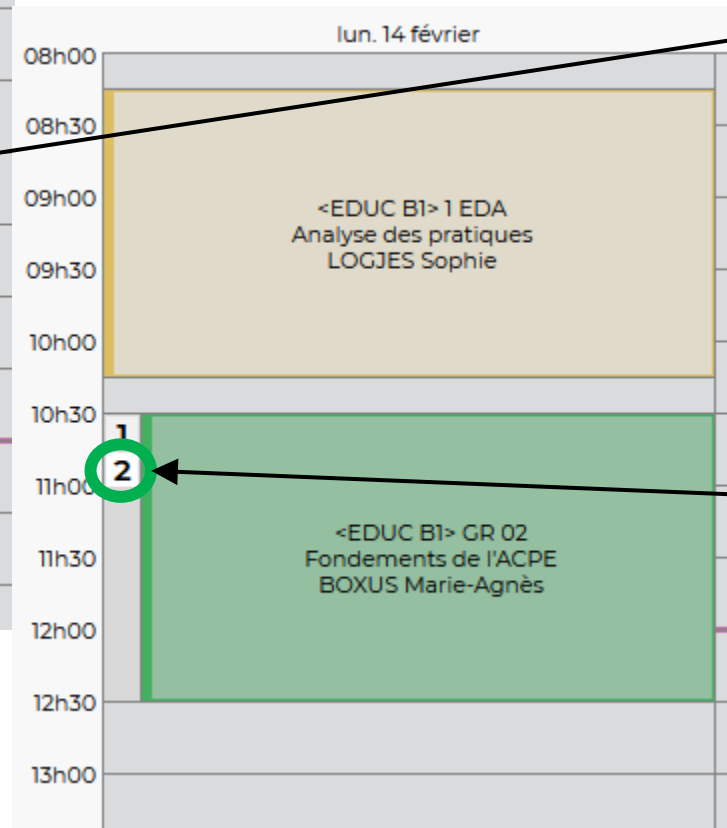 lun. 14 février
08h00
08h30
09h00
<EDUC B1> 1 EDA
Analyse des pratiques
LOGJES Sophie
09h30
10h00
10h30
1
2
11h00
<EDUC B1> GR 02
Fondements de l'ACPE
BOXUS Marie-Agnès
11h30
12h00
12h30
13h00